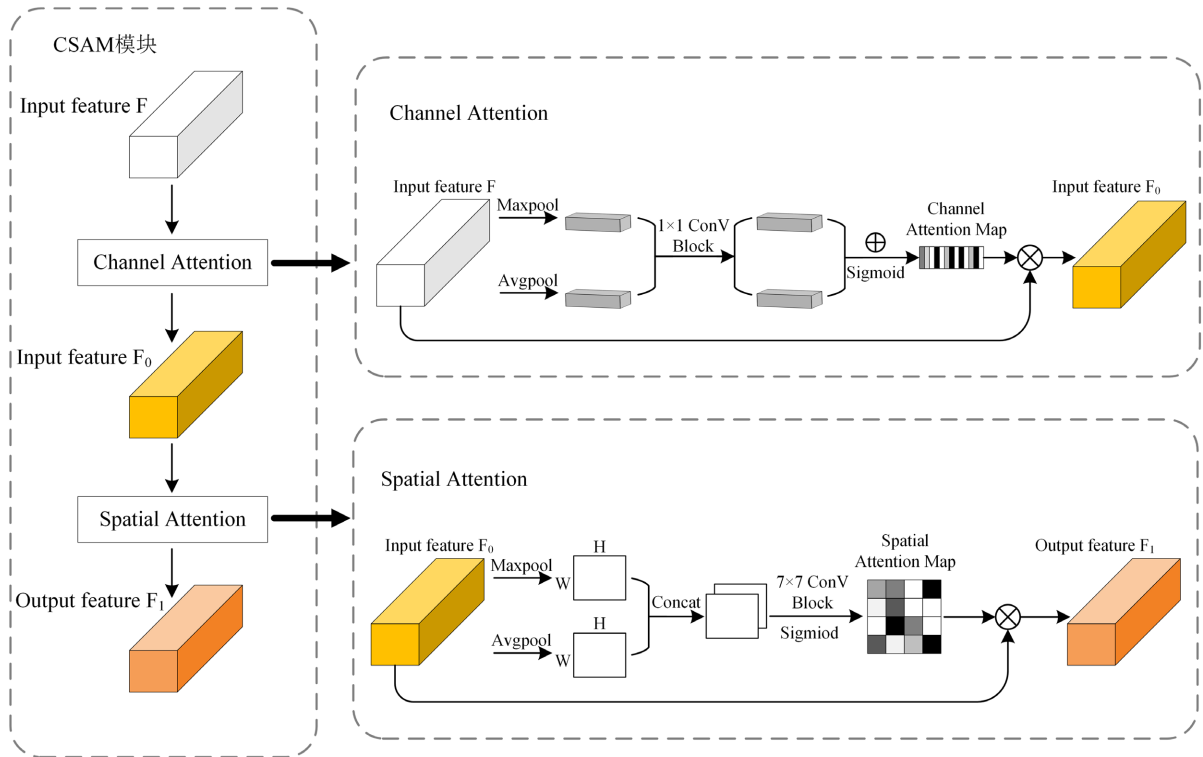 CSAM模块
Input feature F
Channel Attention
Input feature F₀
Spatial Attention
Output feature F₁
Channel Attention
Input feature F
Maxpool
Avgpool
1×1 ConV
Block
Sigmoid
Channel
Attention Map
Input feature F₀
Spatial Attention
Input feature F₀
Maxpool
Avgpool
H
W
H
W
Concat
7×7 ConV
Block
Sigmiod
Spatial
Attention Map
Output feature F₁